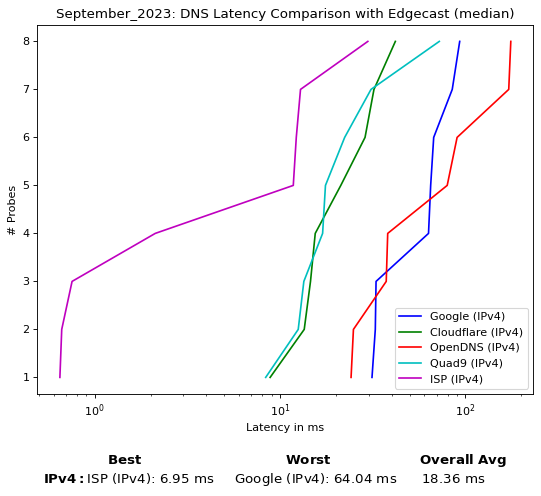 September_2023: DNS Latency Comparison with Edgecast (median)
8
7
6
5
4
3
2
1
# Probes
Google (IPv4)
Cloudflare (IPv4)
OpenDNS (IPv4)
Quad9 (IPv4)
ISP (IPv4)
10⁰ 10¹ 10²
Latency in ms
Best Worst Overall Avg
IPv4: ISP (IPv4): 6.95 ms Google (IPv4): 64.04 ms 18.36 ms